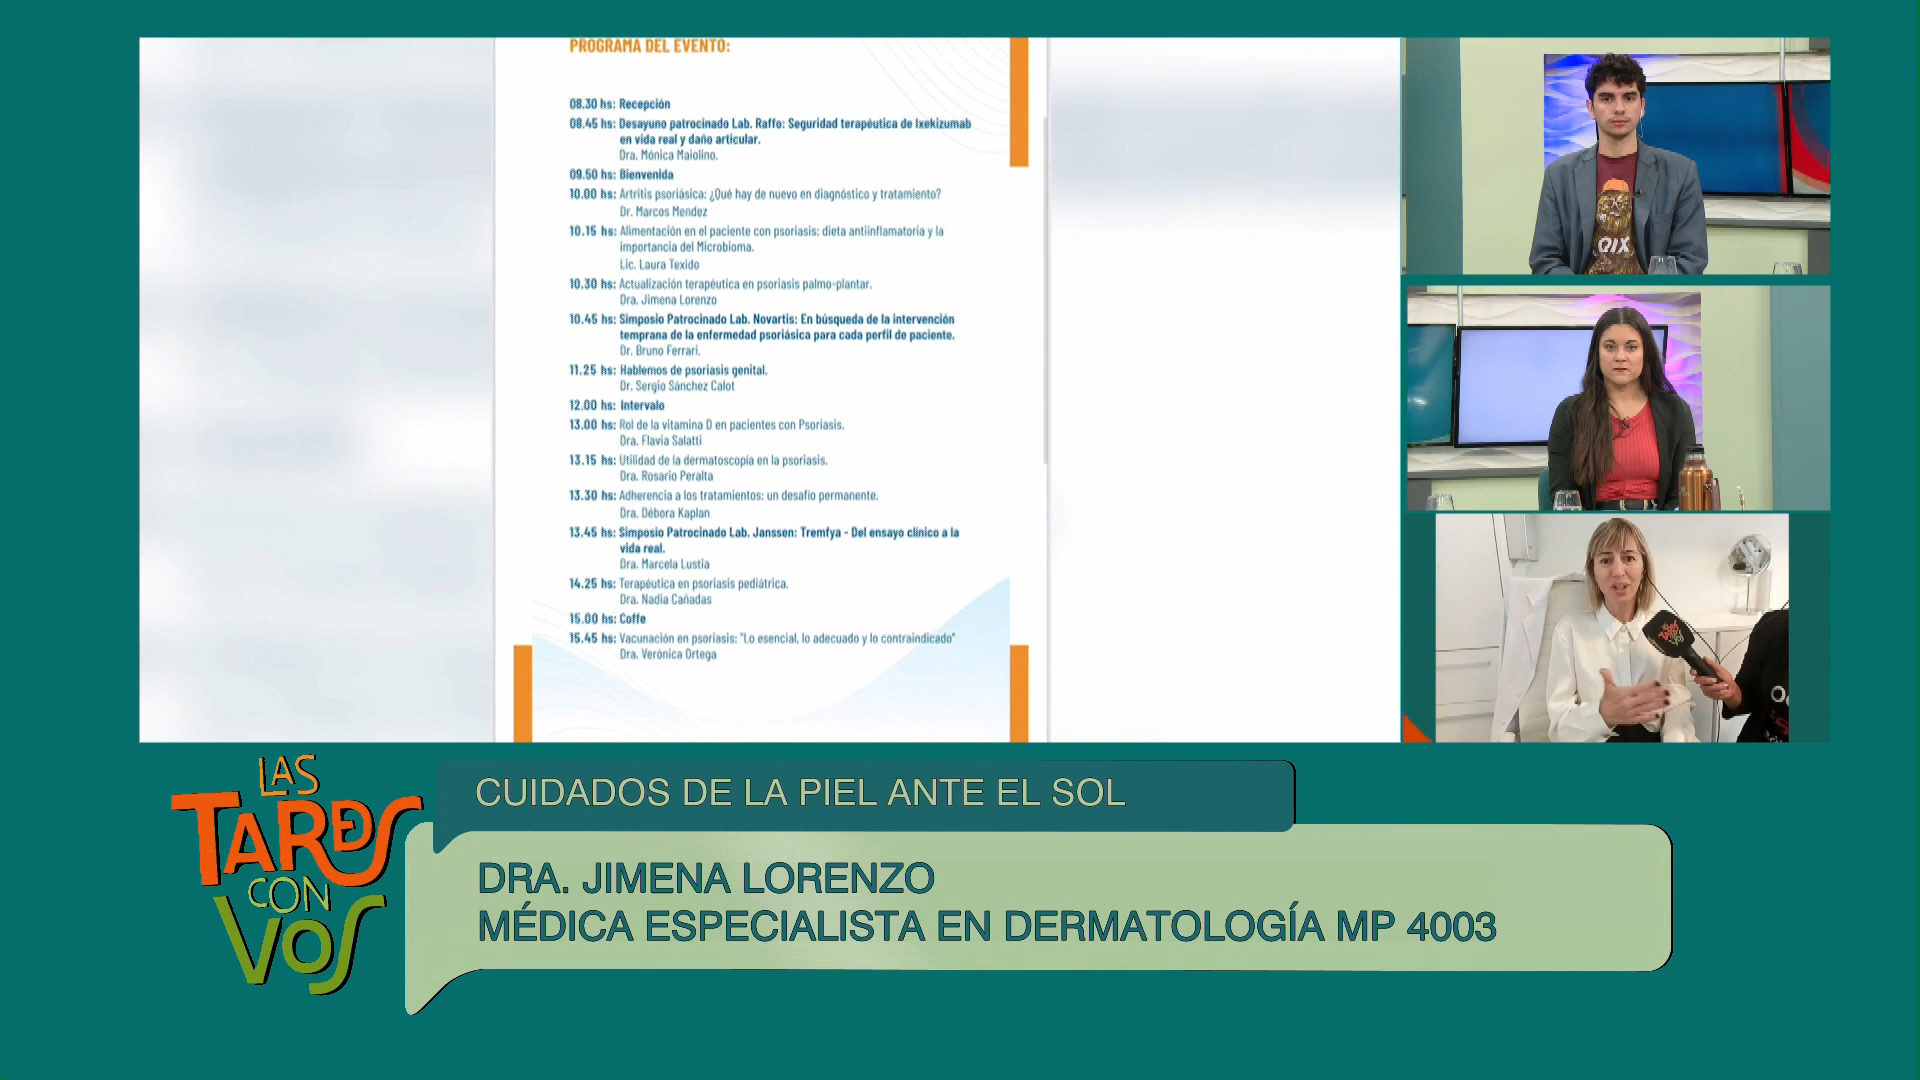 PROGRAMA DEL EVENTO:
08.30 hs: Recepción
08.45 hs: Desayuno patrocinado Lab. Raffo: Seguridad terapéutica de Ixekizumab
en vida real y daño articular.
Dra. Mónica Maiolino.
09.50 hs: Bienvenida
10.00 hs: Artritis psoriásica: ¿Qué hay de nuevo en diagnóstico y tratamiento?
Dr. Marcos Mendez
10.15 hs: Alimentación en el paciente con psoriasis: dieta antiinflamatoria y la
importancia del Microbioma.
Lic. Laura Texido
10.30 hs: Actualización terapéutica en psoriasis palmo-plantar.
Dra. Jimena Lorenzo
10.45 hs: Simposio Patrocinado Lab. Novartis: En búsqueda de la intervención
temprana de la enfermedad psoriásica para cada perfil de paciente.
Dr. Bruno Ferrari.
11.25 hs: Hablemos de psoriasis genital.
Dr. Sergio Sánchez Calot
12.00 hs: Intervalo
13.00 hs: Rol de la vitamina D en pacientes con Psoriasis.
Dra. Flavia Salatti
13.15 hs: Utilidad de la dermatoscopía en la psoriasis.
Dra. Rosario Peralta
13.30 hs: Adherencia a los tratamientos: un desafío permanente.
Dra. Débora Kaplan
13.45 hs: Simposio Patrocinado Lab. Janssen: Tremfya - Del ensayo clínico a la
vida real.
Dra. Marcela Lustia
14.25 hs: Terapéutica en psoriasis pediátrica.
Dra. Nadia Cañadas
15.00 hs: Coffe
15.45 hs: Vacunación en psoriasis: "Lo esencial, lo adecuado y lo contraindicado"
Dra. Verónica Ortega
QIX
LAS
TARDES
CON
VOS
LAS
TARDES
CON
VOS
CUIDADOS DE LA PIEL ANTE EL SOL
DRA. JIMENA LORENZO
MÉDICA ESPECIALISTA EN DERMATOLOGÍA MP 4003